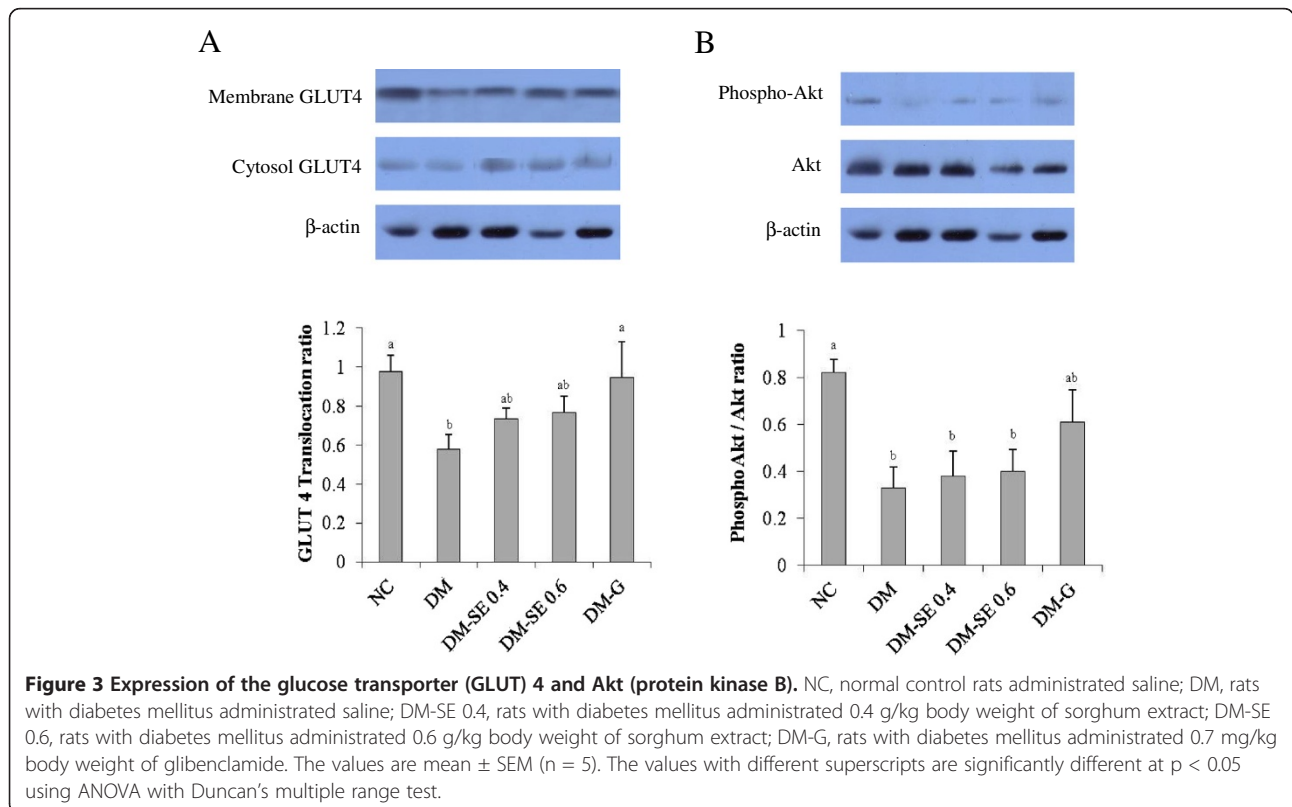 A
B
Membrane GLUT4
Cytosol GLUT4
β-actin
Phospho-Akt
Akt
β-actin
GLUT 4 Translocation ratio
1.2
1
0.8
0.6
0.4
0.2
0
a
b
ab
ab
a
NC
DM
DM-SE 0.4
DM-SE 0.6
DM-G
Phospho Akt / Akt ratio
1
0.8
0.6
0.4
0.2
0
a
b
b
b
ab
NC
DM
DM-SE 0.4
DM-SE 0.6
DM-G
Figure 3 Expression of the glucose transporter (GLUT) 4 and Akt (protein kinase B). NC, normal control rats administrated saline; DM, rats
with diabetes mellitus administrated saline; DM-SE 0.4, rats with diabetes mellitus administrated 0.4 g/kg body weight of sorghum extract; DM-SE
0.6, rats with diabetes mellitus administrated 0.6 g/kg body weight of sorghum extract; DM-G, rats with diabetes mellitus administrated 0.7 mg/kg
body weight of glibenclamide. The values are mean ± SEM (n = 5). The values with different superscripts are significantly different at p < 0.05
using ANOVA with Duncan's multiple range test.